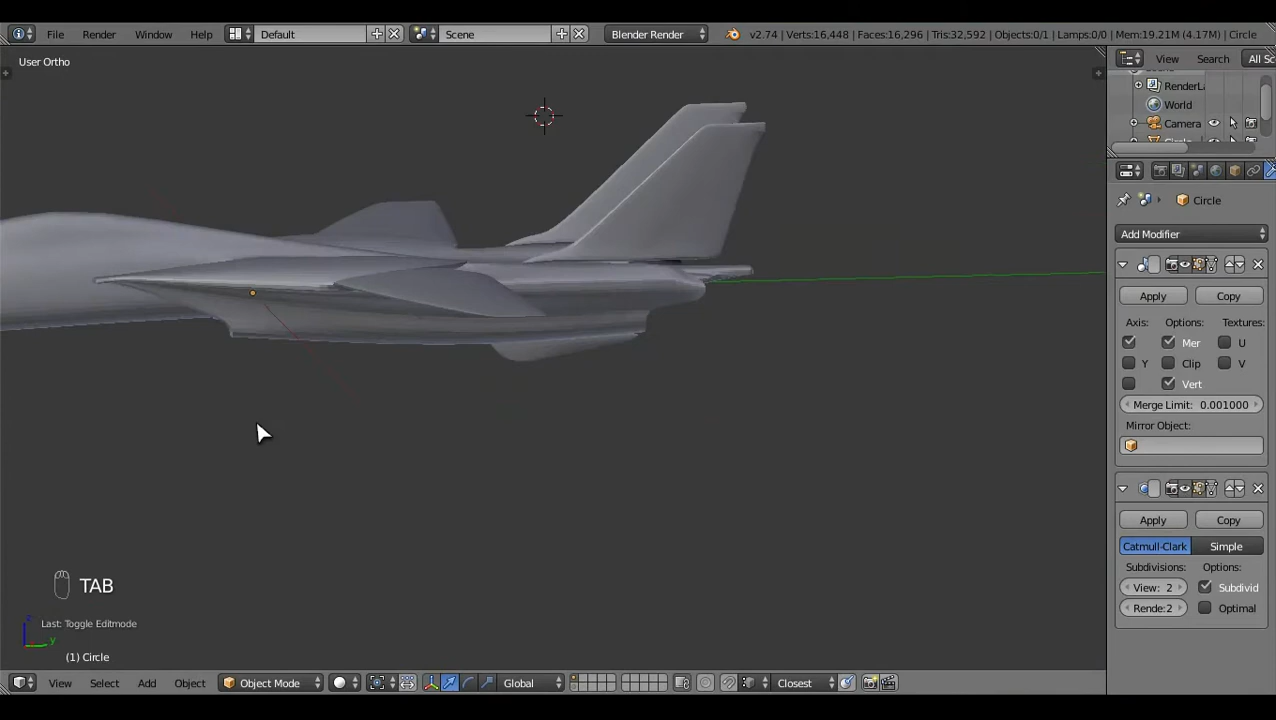 File Render Window Help Default Scene Blender Render v2.74 | Verts:16,448 | Faces:16,296 | Tris:32,592 | Objects:0/1 | Lamps:0/0 | Mem:19.21M (4.17M) | Circle
User Ortho
View Search All Sc
RenderLa
World
Camera
Circle
Add Modifier
Apply Copy
Axis: Options: Textures:
Mer U
Y Clip V
Vert
Merge Limit: 0.001000
Mirror Object:
Apply Copy
Catmull-Clark Simple
Subdivisions: Options:
View: 2 Subdivid
Rende:2 Optimal
TAB
Last: Toggle Editmode
z
y
(1) Circle
View Select Add Object Object Mode Global Closest